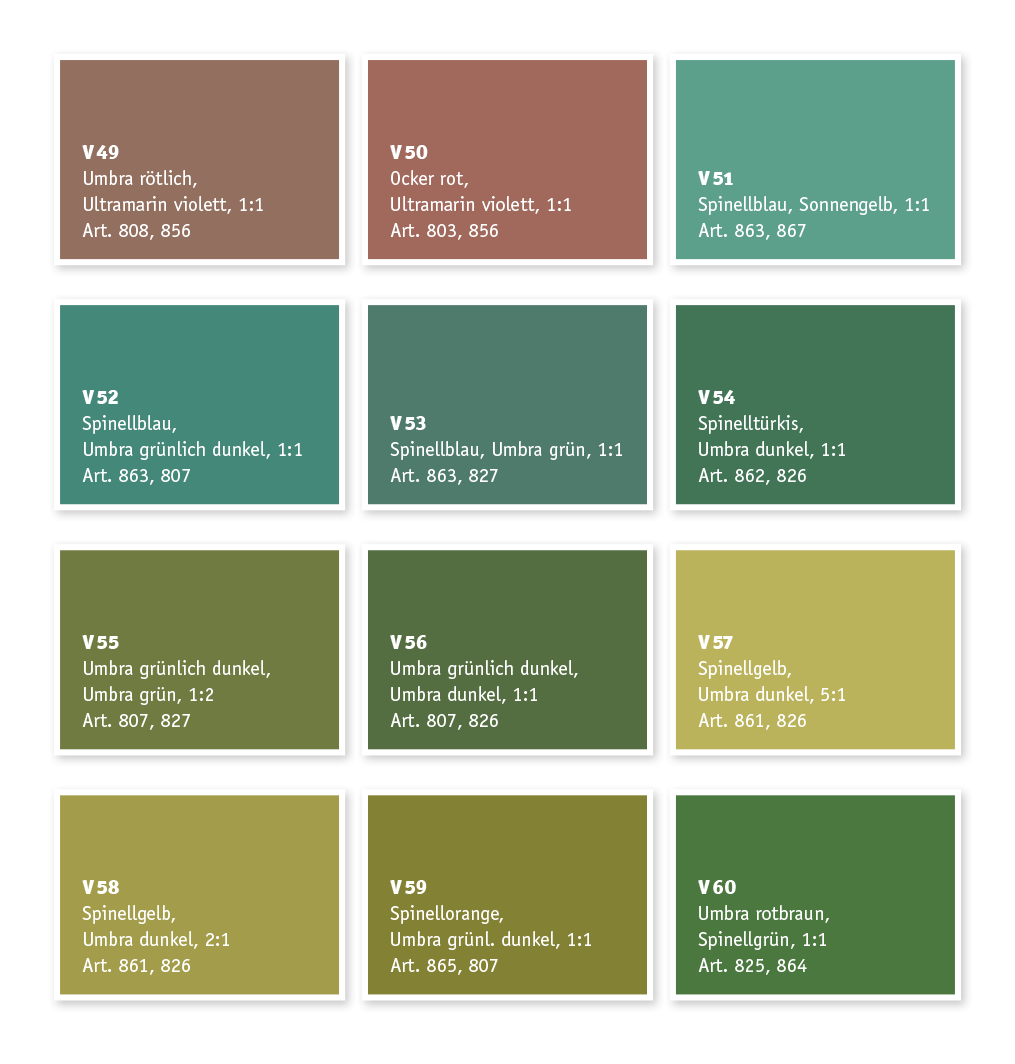 V49
Umbra rötlich,
Ultramarin violett, 1:1
Art. 808, 856
V50
Ocker rot,
Ultramarin violett, 1:1
Art. 803, 856
V51
Spinellblau, Sonnengelb, 1:1
Art. 863, 867
V52
Spinellblau,
Umbra grünlich dunkel, 1:1
Art. 863, 807
V53
Spinellblau, Umbra grün, 1:1
Art. 863, 827
V54
Spinelltürkis,
Umbra dunkel, 1:1
Art. 862, 826
V55
Umbra grünlich dunkel,
Umbra grün, 1:2
Art. 807, 827
V56
Umbra grünlich dunkel,
Umbra dunkel, 1:1
Art. 807, 826
V57
Spinellgelb,
Umbra dunkel, 5:1
Art. 861, 826
V58
Spinellgelb,
Umbra dunkel, 2:1
Art. 861, 826
V59
Spinellorange,
Umbra grünl. dunkel, 1:1
Art. 865, 807
V60
Umbra rotbraun,
Spinellgrün, 1:1
Art. 825, 864